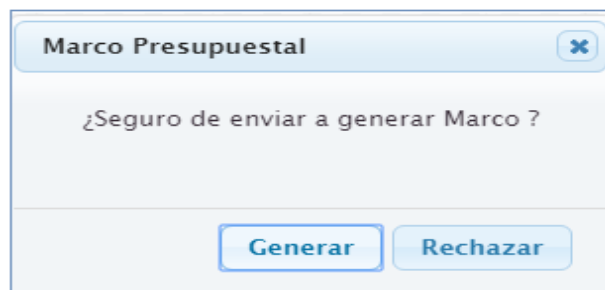 Marco Presupuestal
¿Seguro de enviar a generar Marco ?
Generar Rechazar